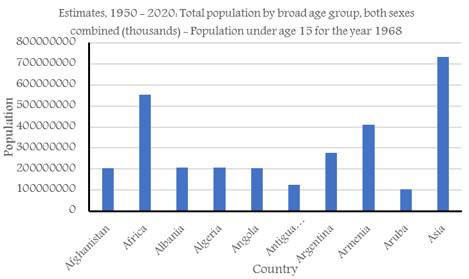 Estimates, 1950 - 2020: Total population by broad age group, both sexes
combined (thousands) - Population under age 15 for the year 1968
800000000
700000000
600000000
500000000
400000000
300000000
200000000
100000000
0
Population
Afghanistan
Africa
Albania
Algeria
Angola
Antigua…
Argentina
Armenia
Aruba
Asia
Country